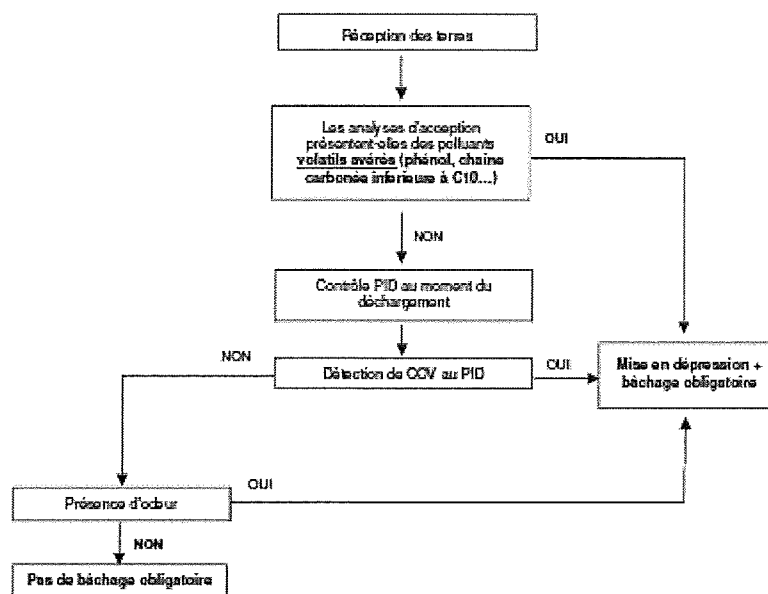 Réception des terres
Les analyses d'acception
présentent-elles des polluants
volatils avérés (phénol, chaine
carbonée inferieure à C10...)
OUI
NON
Contrôle PID au moment du
déchargement
NON
Détection de COV au PID
OUI
Mise en dépression +
bâchage obligatoire
Présence d'odeur
OUI
NON
Pas de bâchage obligatoire